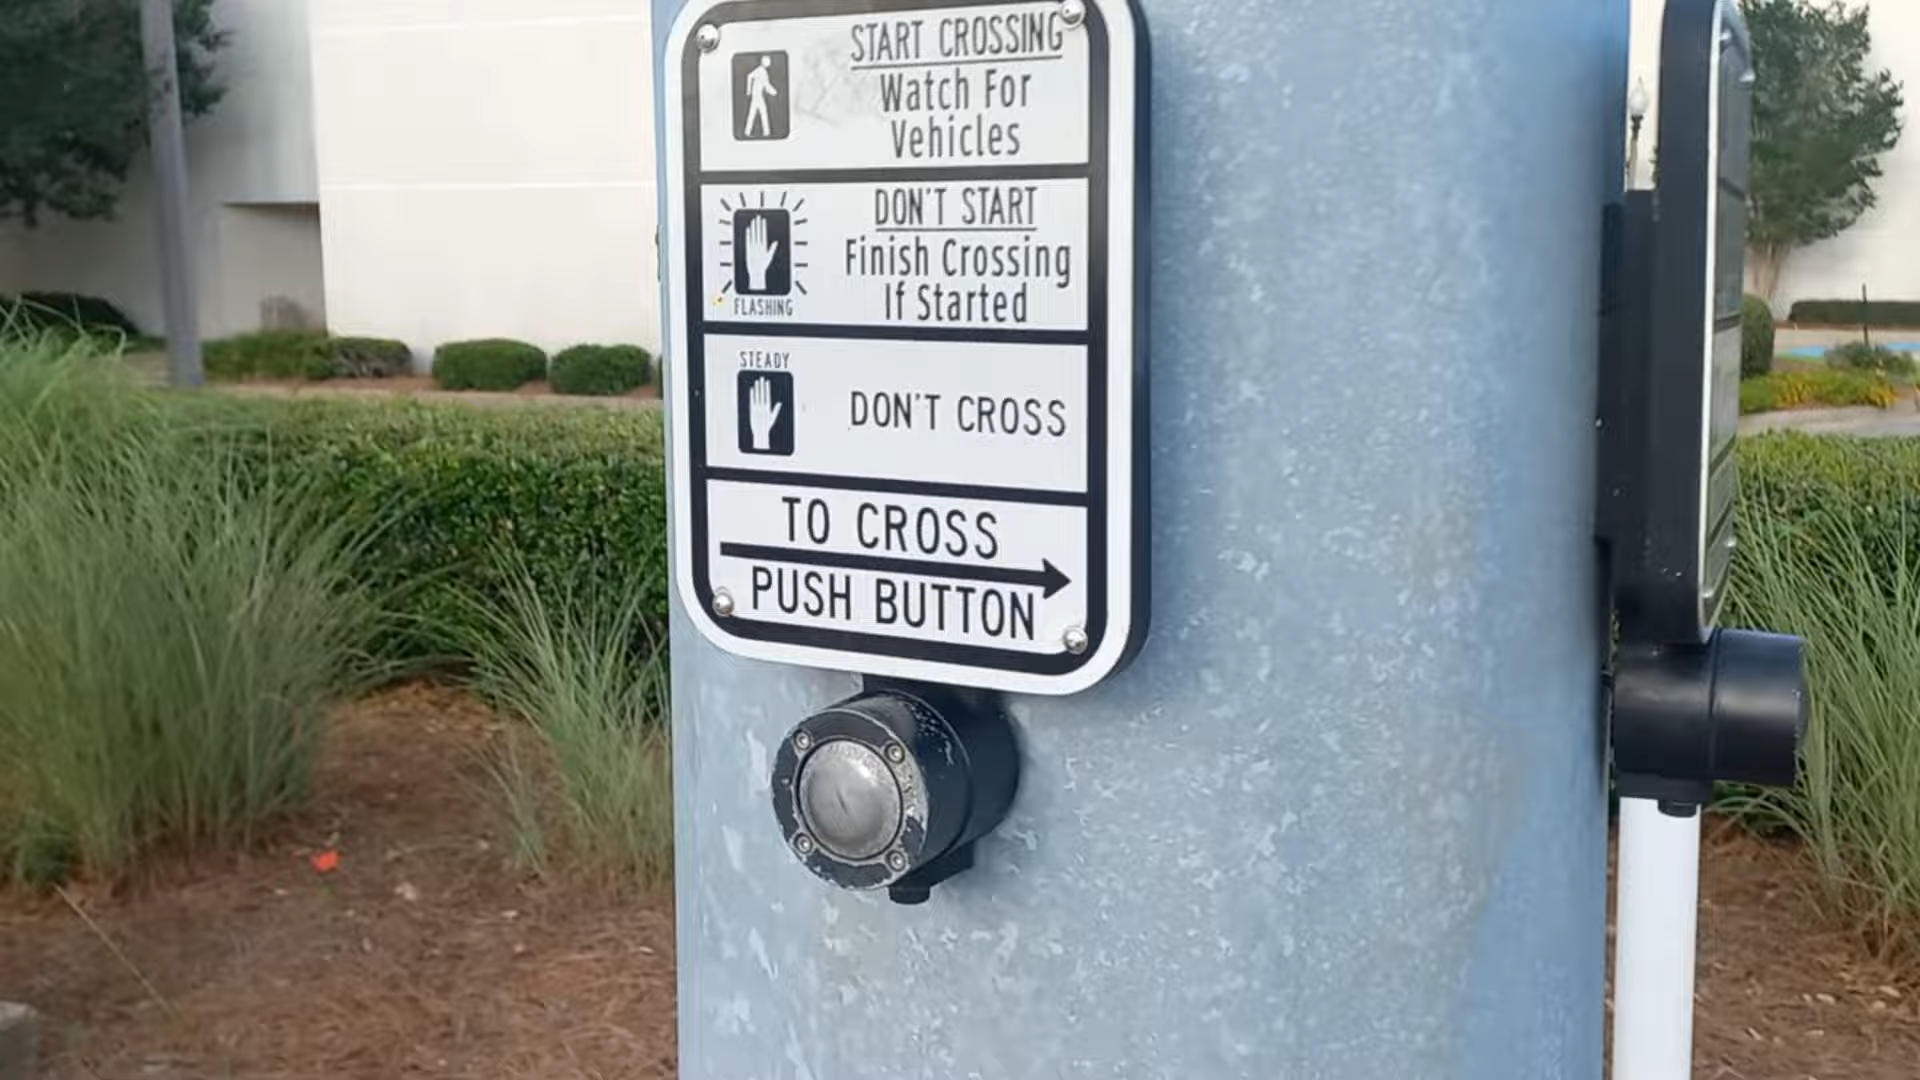 START CROSSING
Watch For
Vehicles
DON'T START
Finish Crossing
If Started
FLASHING
STEADY
DON'T CROSS
TO CROSS
PUSH BUTTON